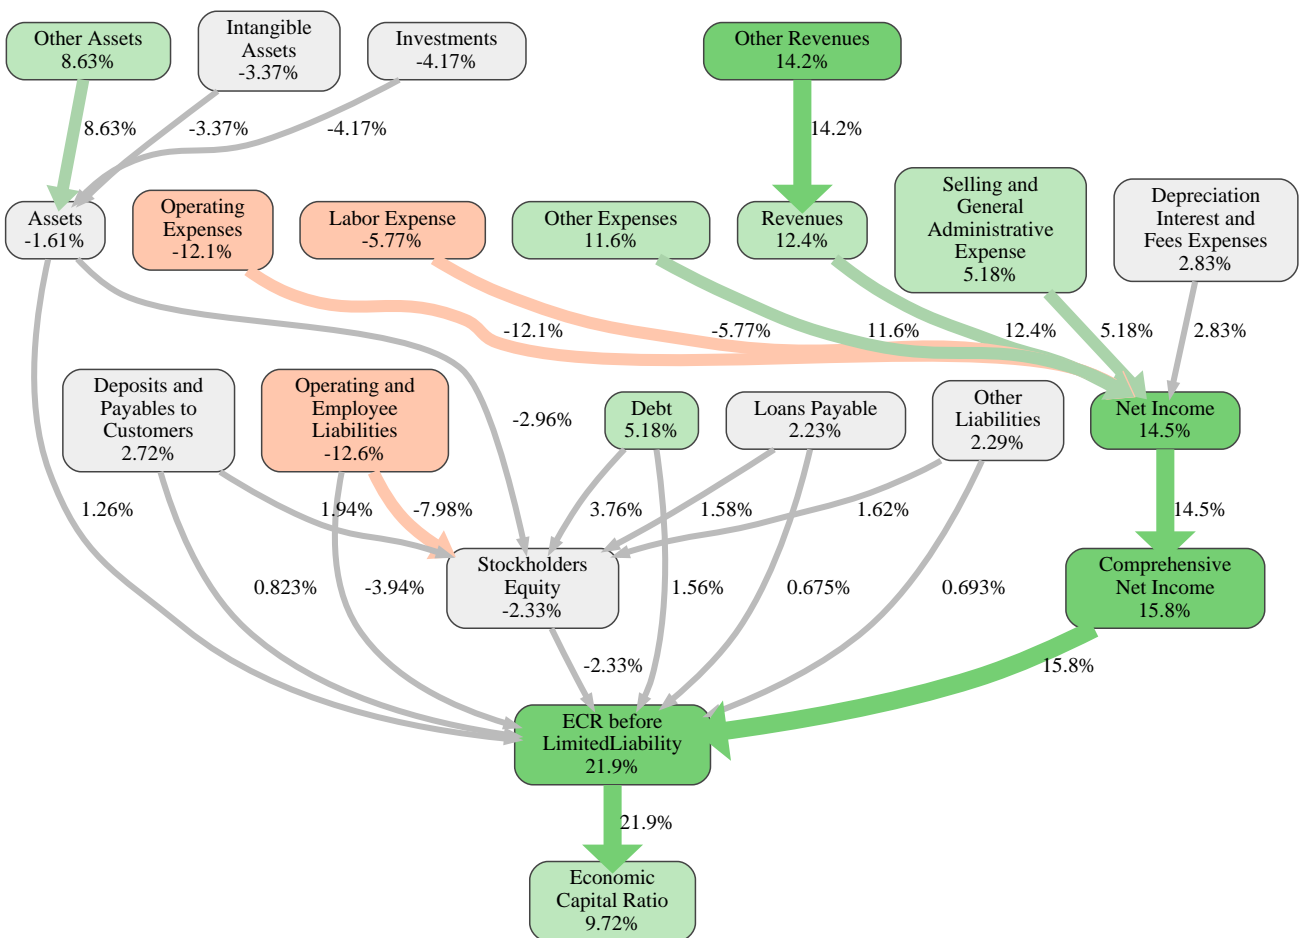 Other Assets
8.63%
Intangible
Assets
-3.37%
Investments
-4.17%
Other Revenues
14.2%
8.63%
-3.37%
-4.17%
14.2%
Assets
-1.61%
Operating
Expenses
-12.1%
Labor Expense
-5.77%
Other Expenses
11.6%
Revenues
12.4%
Selling and
General
Administrative
Expense
5.18%
Depreciation
Interest and
Fees Expenses
2.83%
-12.1%
-5.77%
11.6%
12.4%
5.18%
2.83%
Deposits and
Payables to
Customers
2.72%
Operating and
Employee
Liabilities
-12.6%
-2.96%
Debt
5.18%
Loans Payable
2.23%
Other
Liabilities
2.29%
Net Income
14.5%
1.26%
1.94%
-7.98%
3.76%
1.58%
1.62%
14.5%
0.823%
-3.94%
Stockholders
Equity
-2.33%
1.56%
0.675%
0.693%
Comprehensive
Net Income
15.8%
-2.33%
15.8%
ECR before
LimitedLiability
21.9%
21.9%
Economic
Capital Ratio
9.72%